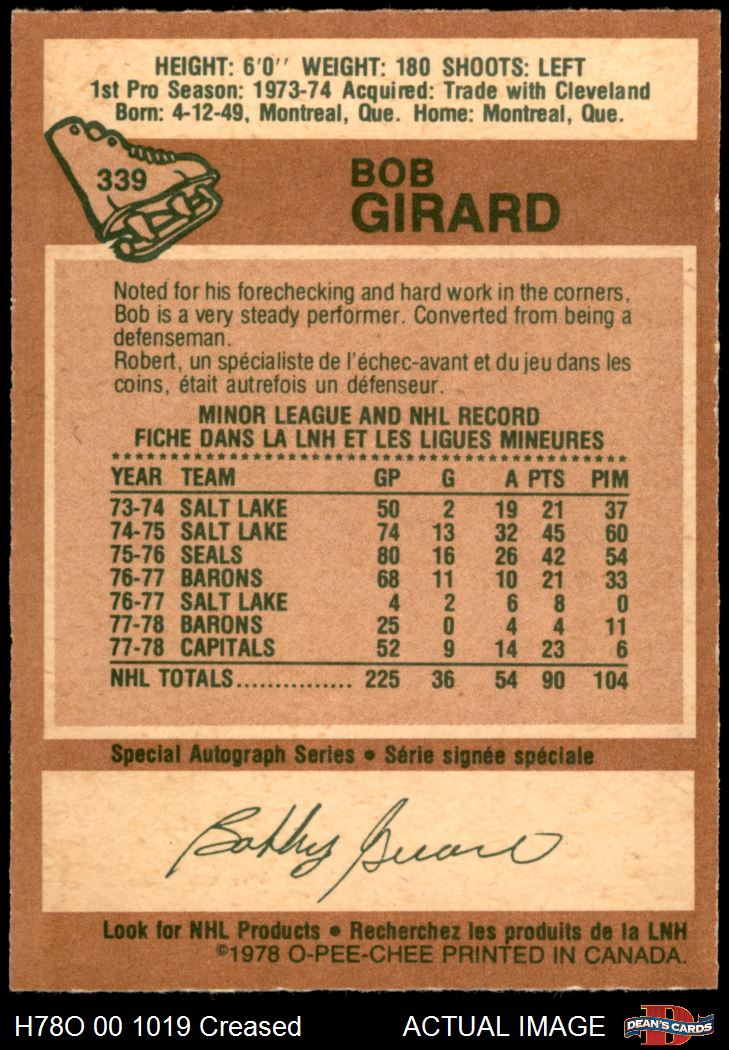 HEIGHT: 6'0'' WEIGHT: 180 SHOOTS: LEFT
1st Pro Season: 1973-74 Acquired: Trade with Cleveland
Born: 4-12-49, Montreal, Que. Home: Montreal, Que.
339
BOB
GIRARD
Noted for his forechecking and hard work in the corners,
Bob is a very steady performer. Converted from being a
defenseman.
Robert, un spécialiste de l'échec-avant et du jeu dans les
coins, était autrefois un défenseur.
MINOR LEAGUE AND NHL RECORD
FICHE DANS LA LNH ET LES LIGUES MINEURES
YEAR TEAM GP G A PTS PIM
73-74 SALT LAKE 50 2 19 21 37
74-75 SALT LAKE 74 13 32 45 60
75-76 SEALS 80 16 26 42 54
76-77 BARONS 68 11 10 21 33
76-77 SALT LAKE 4 2 6 8 0
77-78 BARONS 25 0 4 4 11
77-78 CAPITALS 52 9 14 23 6
NHL TOTALS............... 225 36 54 90 104
Special Autograph Series • Série signée spéciale
Bobby Girard
Look for NHL Products • Recherchez les produits de la LNH
©1978 O-PEE-CHEE PRINTED IN CANADA.
H78O 00 1019 Creased ACTUAL IMAGE
D
DEAN'S CARDS